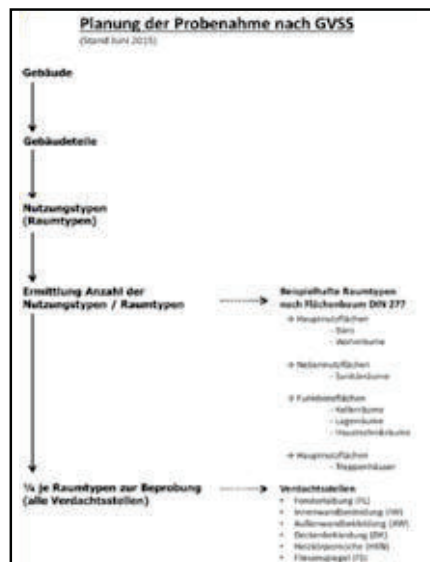 Planung der Probenahme nach GVSS
(Stand Juni 2015)
Gebäude
Gebäudeteile
Nutzungstypen
(Raumtypen)
Ermittlung Anzahl der
Nutzungstypen / Raumtypen
Beispielhafte Raumtypen
nach Flächenbaum DIN 277
Hauptnutzflächen
- Büro
- Wohnräume
Nebennutzflächen
- Sanitärräume
Funktionsflächen
- Kellerräume
- Lagerräume
- Haustechnikräume
- Treppenhäuser
¼ je Raumtypen zur Beprobung
(alle Verdachtsstellen)
Verdachtsstellen
• Fensterlaibung (FL)
• Innenwandbekleidung (IW)
• Außenwandbekleidung (AW)
• Deckenbekleidung (DK)
• Heizkörpernische (HKN)
• Fliesenspiegel (FS)